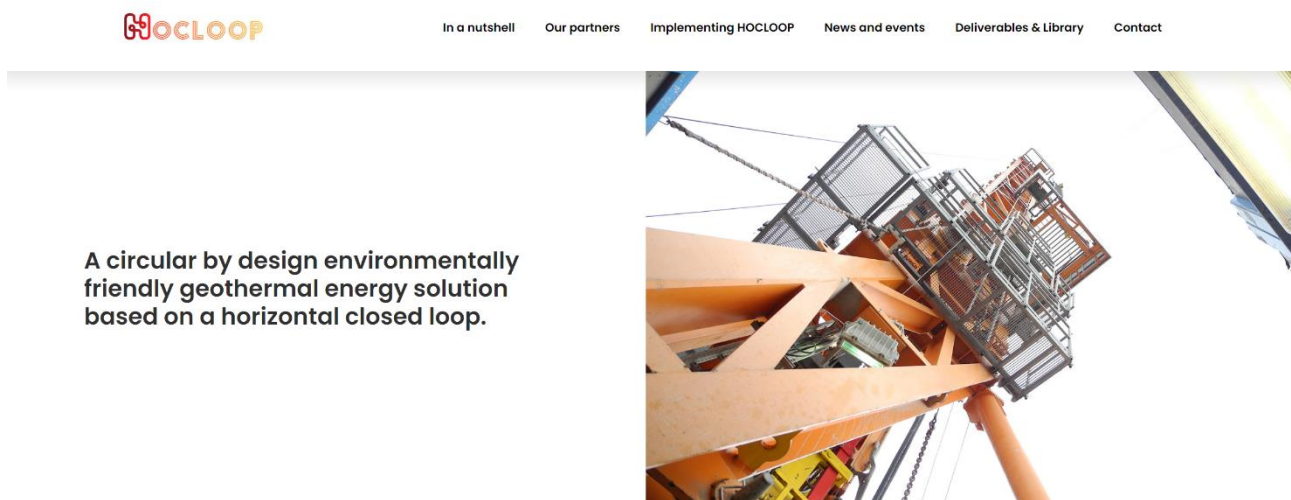 HOCLOOP
In a nutshell
Our partners
Implementing HOCLOOP
News and events
Deliverables & Library
Contact
A circular by design environmentally
friendly geothermal energy solution
based on a horizontal closed loop.